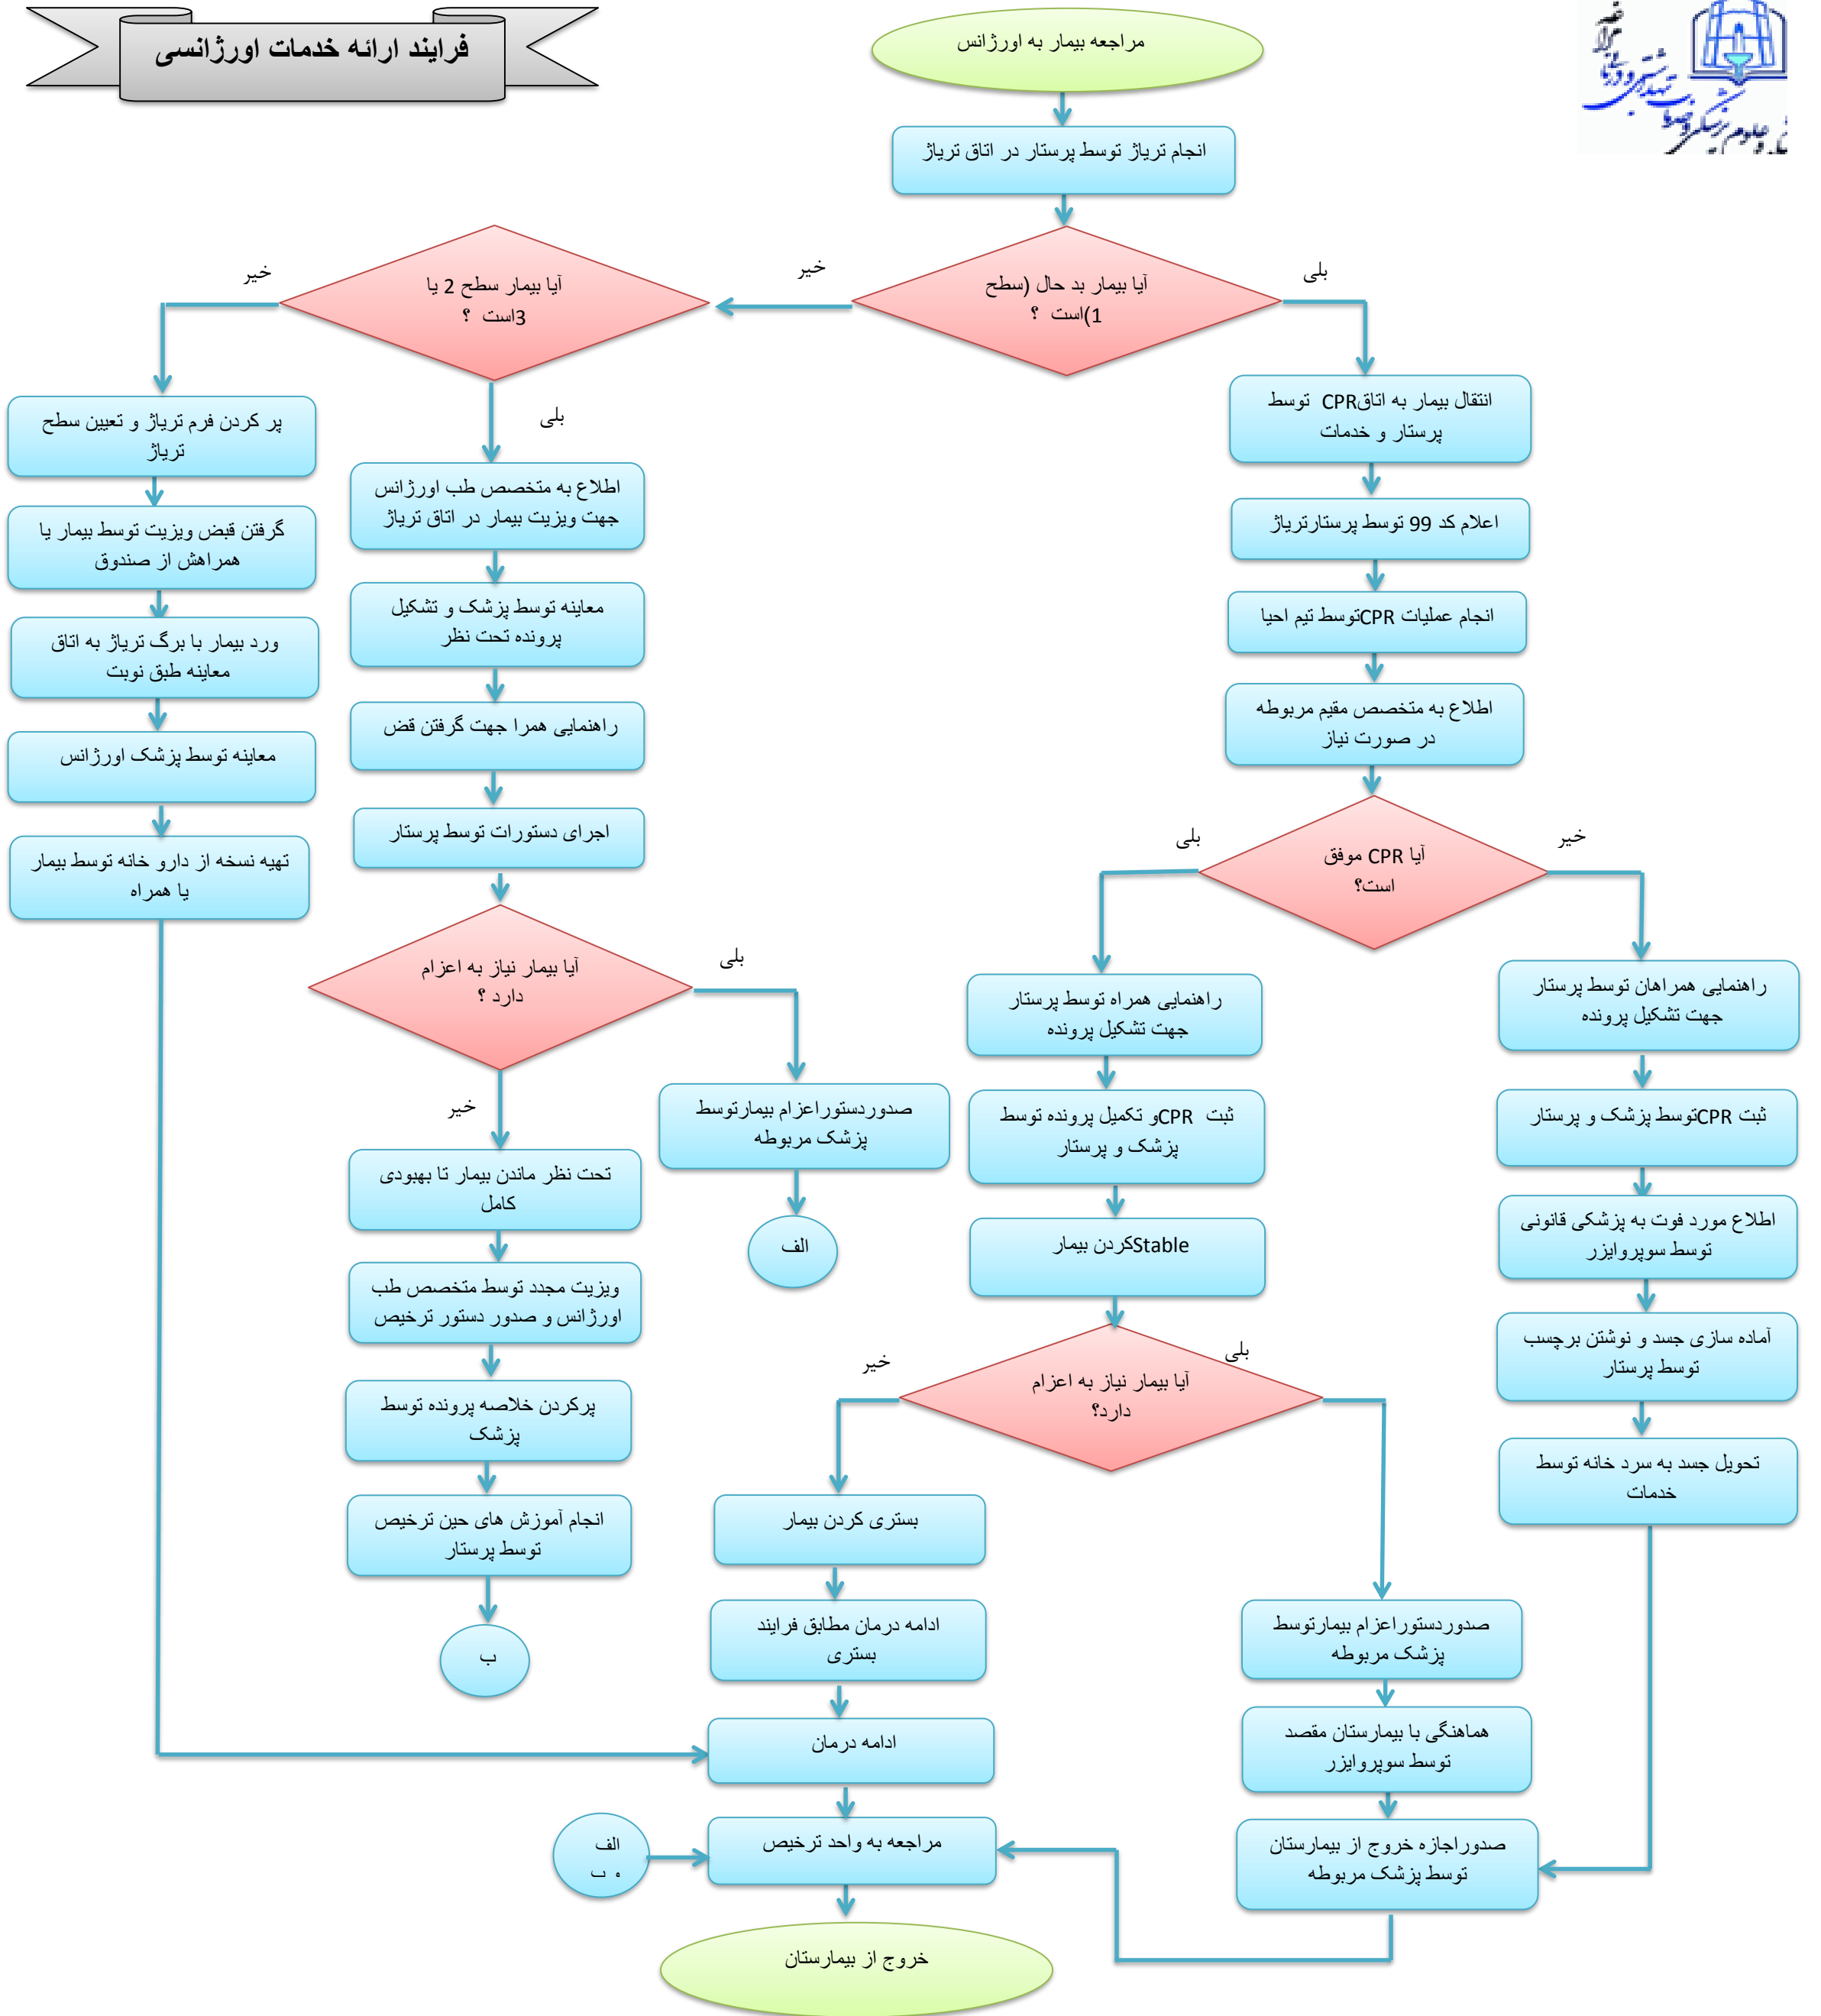 فرایند ارائه خدمات اورژانسی
مراجعه بیمار به اورژانس
انجام تریاژ توسط پرستار در اتاق تریاژ
آیا بیمار بد حال (سطح
1)است ؟
بلی
خیر
آیا بیمار سطح 2 یا
3است ؟
خیر
بلی
انتقال بیمار به اتاقCPR توسط
پرستار و خدمات
اعلام کد 99 توسط پرستارتریاژ
انجام عملیات CPRتوسط تیم احیا
اطلاع به متخصص مقیم مربوطه
در صورت نیاز
آیا CPR موفق
است؟
خیر
بلی
راهنمایی همراهان توسط پرستار
جهت تشکیل پرونده
ثبت CPRتوسط پزشک و پرستار
اطلاع مورد فوت به پزشکی قانونی
توسط سوپروایزر
آماده سازی جسد و نوشتن برچسب
توسط پرستار
تحویل جسد به سرد خانه توسط
خدمات
راهنمایی همراه توسط پرستار
جهت تشکیل پرونده
ثبت CPRو تکمیل پرونده توسط
پزشک و پرستار
Stableکردن بیمار
آیا بیمار نیاز به اعزام
دارد؟
بلی
خیر
صدوردستوراعزام بیمارتوسط
پزشک مربوطه
هماهنگی با بیمارستان مقصد
توسط سوپروایزر
صدوراجازه خروج از بیمارستان
توسط پزشک مربوطه
بستری کردن بیمار
ادامه درمان مطابق فرایند
بستری
ادامه درمان
مراجعه به واحد ترخیص
خروج از بیمارستان
اطلاع به متخصص طب اورژانس
جهت ویزیت بیمار در اتاق تریاژ
معاینه توسط پزشک و تشکیل
پرونده تحت نظر
راهنمایی همرا جهت گرفتن قض
اجرای دستورات توسط پرستار
آیا بیمار نیاز به اعزام
دارد ؟
بلی
خیر
صدوردستوراعزام بیمارتوسط
پزشک مربوطه
الف
تحت نظر ماندن بیمار تا بهبودی
کامل
ویزیت مجدد توسط متخصص طب
اورژانس و صدور دستور ترخیص
پرکردن خلاصه پرونده توسط
پزشک
انجام آموزش های حین ترخیص
توسط پرستار
ب
پر کردن فرم تریاژ و تعیین سطح
تریاژ
گرفتن قبض ویزیت توسط بیمار یا
همراهش از صندوق
ورد بیمار با برگ تریاژ به اتاق
معاینه طبق نوبت
معاینه توسط پزشک اورژانس
تهیه نسخه از دارو خانه توسط بیمار
یا همراه
الف
و ب